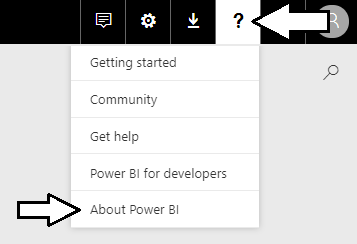 ?
Getting started
Community
Get help
Power BI for developers
About Power BI